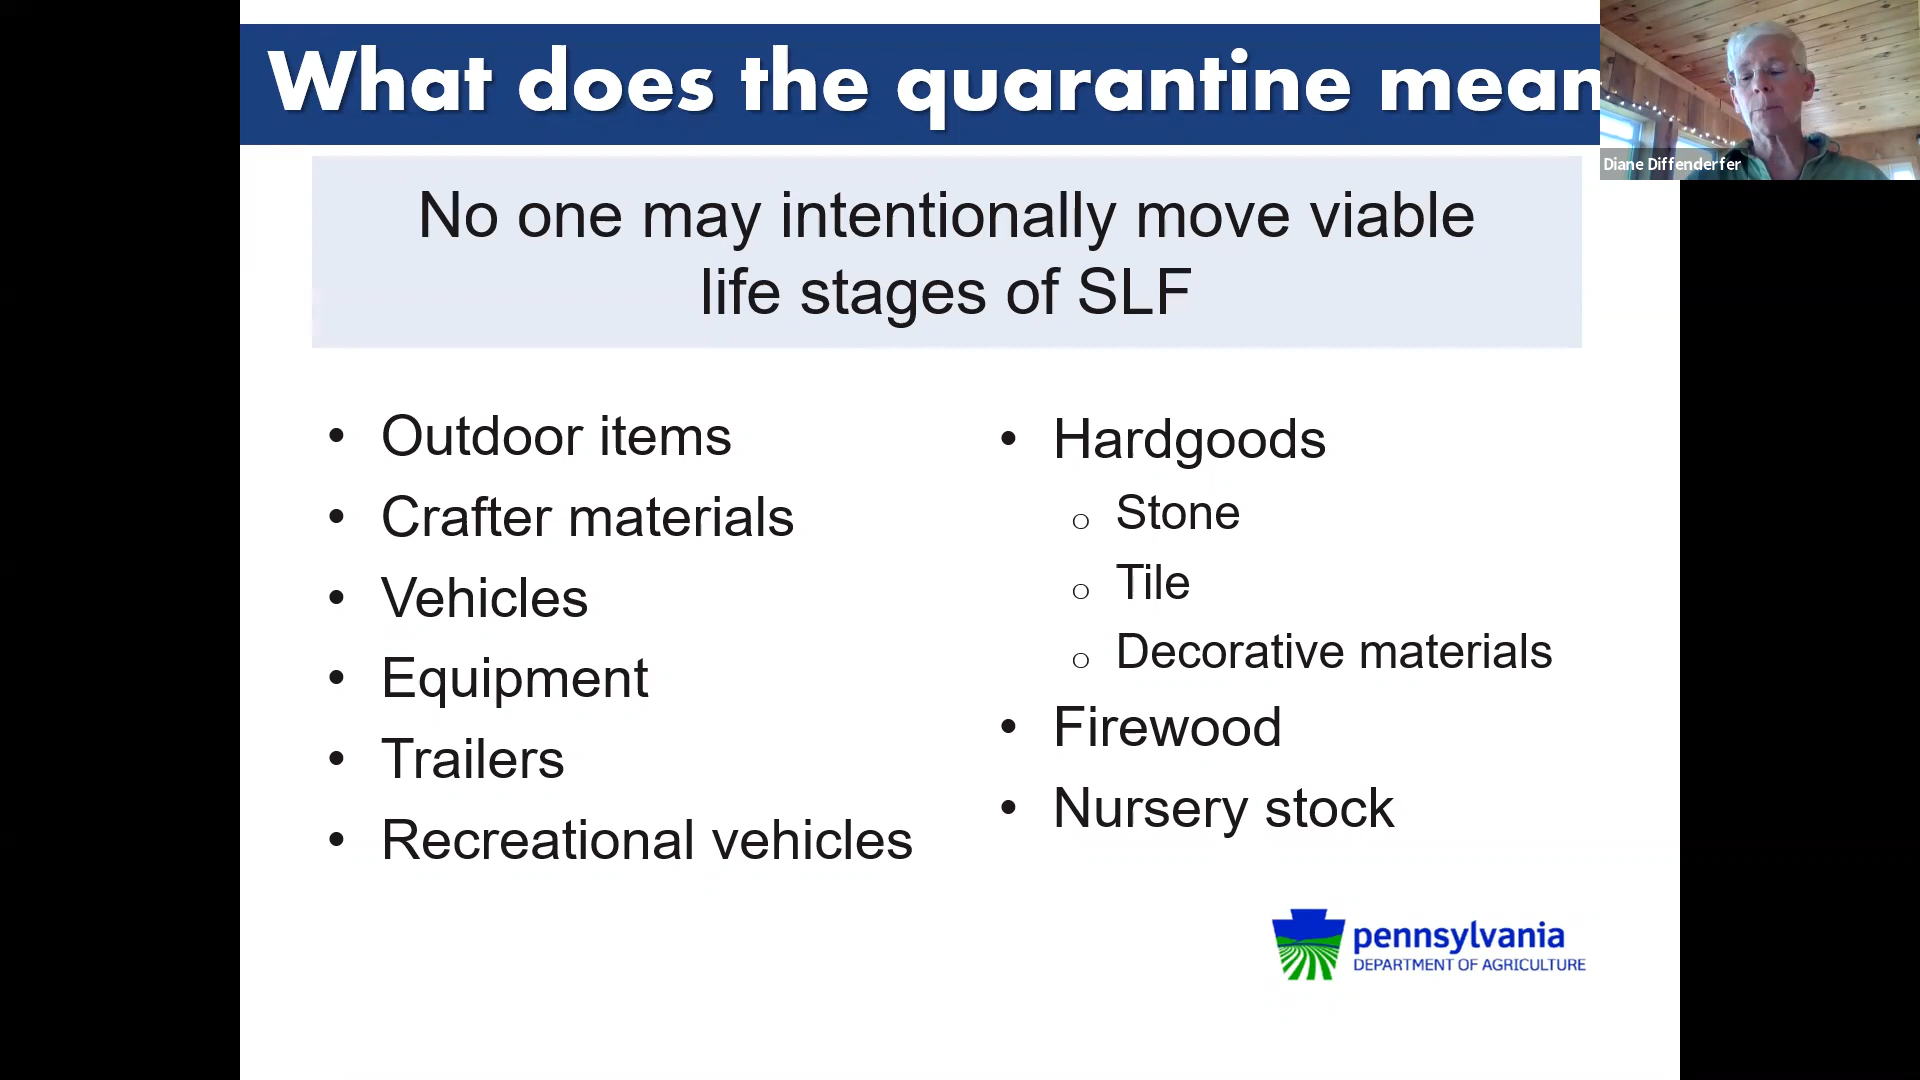 What does the quarantine mean
Diane Diffenderfer
No one may intentionally move viable
life stages of SLF
• Outdoor items
• Crafter materials
• Vehicles
• Equipment
• Trailers
• Recreational vehicles
• Hardgoods
o Stone
o Tile
o Decorative materials
• Firewood
• Nursery stock
pennsylvania
DEPARTMENT OF AGRICULTURE